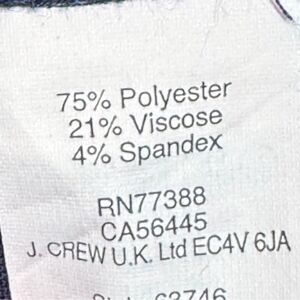 75% Polyester
21% Viscose
4% Spandex
RN77388
CA56445
J. CREW U.K. Ltd EC4V 6JA